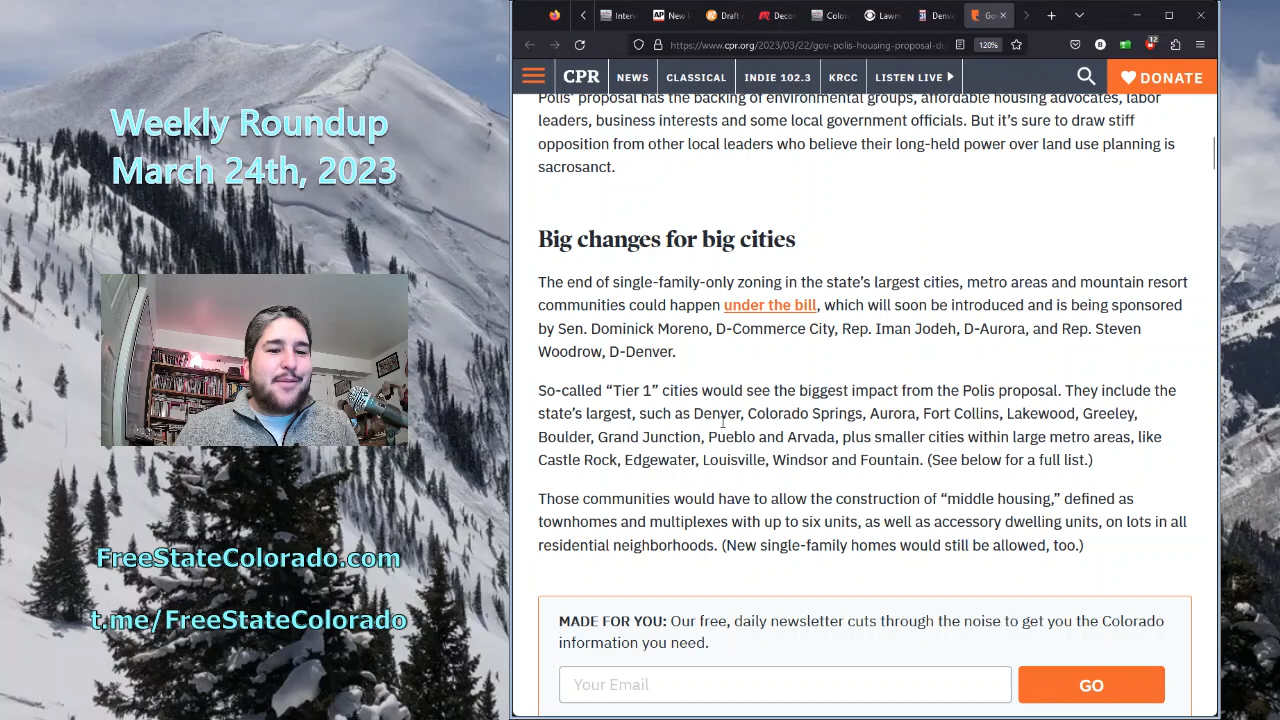 Weekly Roundup
March 24th, 2023
FreeStateColorado.com
t.me/FreeStateColorado
Interv
New l
Draft
Decor
Color
Lawm
Denve
Gov
https://www.cpr.org/2023/03/22/gov-polis-housing-proposal-du
120%
12
CPR
NEWS
CLASSICAL
INDIE 102.3
KRCC
LISTEN LIVE
DONATE
Polis' proposal has the backing of environmental groups, affordable housing advocates, labor
leaders, business interests and some local government officials. But it's sure to draw stiff
opposition from other local leaders who believe their long-held power over land use planning is
sacrosanct.
Big changes for big cities
The end of single-family-only zoning in the state's largest cities, metro areas and mountain resort
communities could happen under the bill, which will soon be introduced and is being sponsored
by Sen. Dominick Moreno, D-Commerce City, Rep. Iman Jodeh, D-Aurora, and Rep. Steven
Woodrow, D-Denver.
So-called “Tier 1” cities would see the biggest impact from the Polis proposal. They include the
state's largest, such as Denver, Colorado Springs, Aurora, Fort Collins, Lakewood, Greeley,
Boulder, Grand Junction, Pueblo and Arvada, plus smaller cities within large metro areas, like
Castle Rock, Edgewater, Louisville, Windsor and Fountain. (See below for a full list.)
Those communities would have to allow the construction of “middle housing,” defined as
townhomes and multiplexes with up to six units, as well as accessory dwelling units, on lots in all
residential neighborhoods. (New single-family homes would still be allowed, too.)
MADE FOR YOU: Our free, daily newsletter cuts through the noise to get you the Colorado
information you need.
Your Email
GO